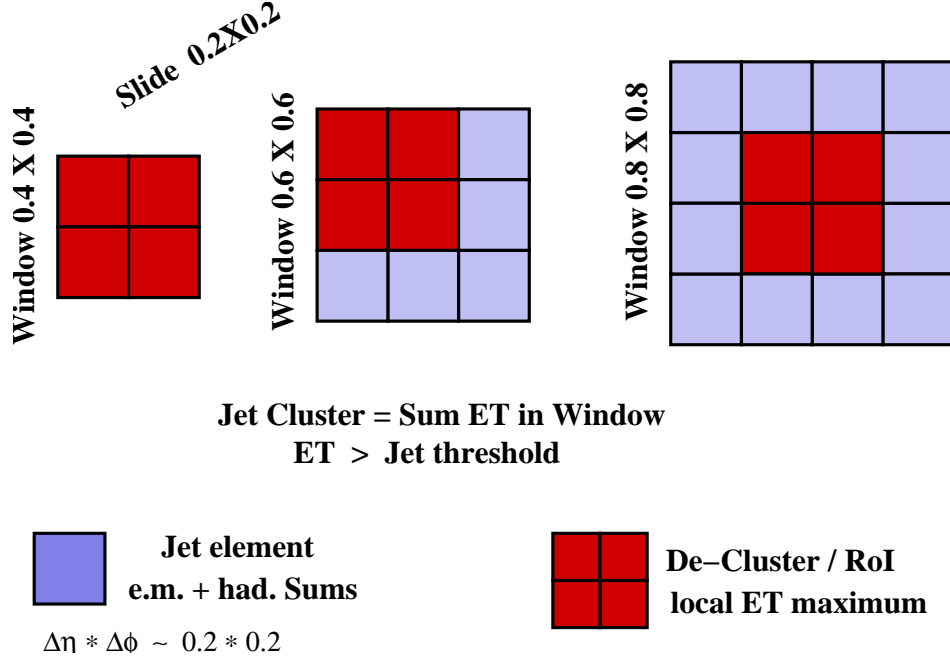 Slide 0.2X0.2
Window 0.4 X 0.4
Window 0.6 X 0.6
Window 0.8 X 0.8
Jet Cluster = Sum ET in Window
ET > Jet threshold
Jet element
e.m. + had. Sums
Δη * Δϕ ~ 0.2 * 0.2
De−Cluster / RoI
local ET maximum